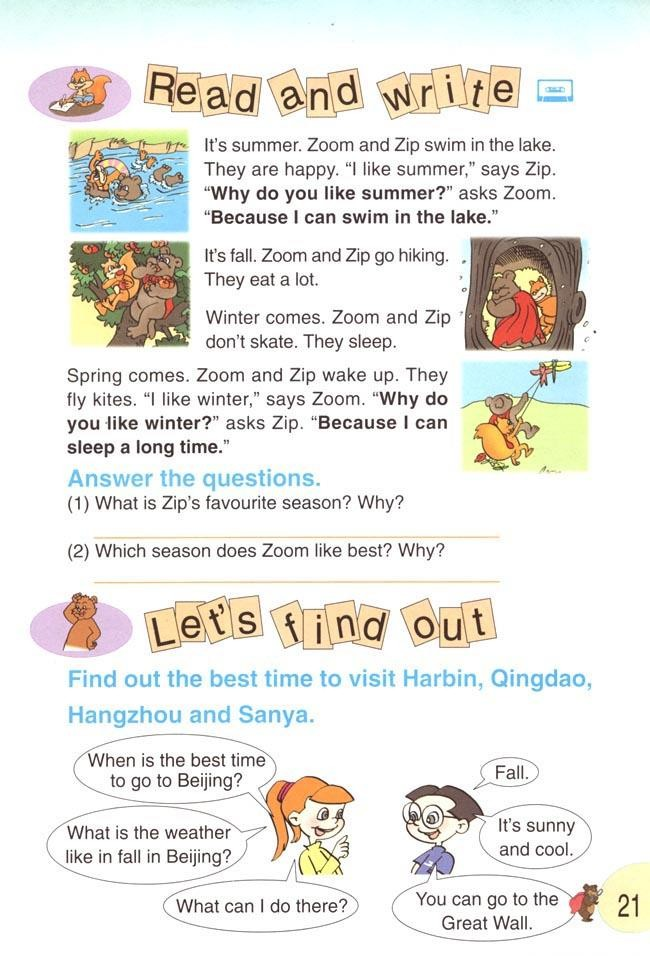 Read and write
It's summer. Zoom and Zip swim in the lake.
They are happy. “I like summer,” says Zip.
“Why do you like summer?” asks Zoom.
“Because I can swim in the lake.”
It's fall. Zoom and Zip go hiking.
They eat a lot.
Winter comes. Zoom and Zip
don't skate. They sleep.
Spring comes. Zoom and Zip wake up. They
fly kites. “I like winter,” says Zoom. “Why do
you like winter?” asks Zip. “Because I can
sleep a long time.”
Answer the questions.
(1) What is Zip's favourite season? Why?
(2) Which season does Zoom like best? Why?
Let's find out
Find out the best time to visit Harbin, Qingdao,
Hangzhou and Sanya.
When is the best time
to go to Beijing?
Fall.
What is the weather
like in fall in Beijing?
It's sunny
and cool.
What can I do there?
You can go to the
Great Wall.
21